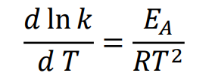 d ln k / d T = E_A / RT²